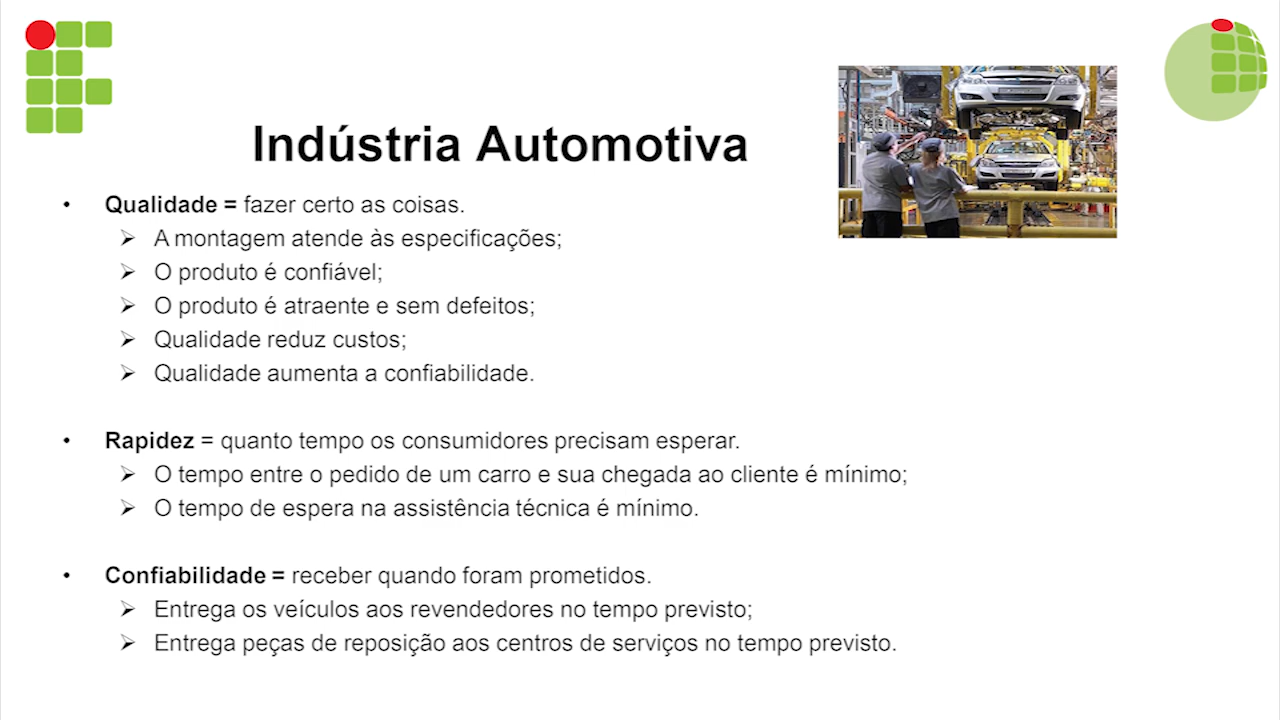 Indústria Automotiva
• Qualidade = fazer certo as coisas.
➢ A montagem atende às especificações;
➢ O produto é confiável;
➢ O produto é atraente e sem defeitos;
➢ Qualidade reduz custos;
➢ Qualidade aumenta a confiabilidade.
• Rapidez = quanto tempo os consumidores precisam esperar.
➢ O tempo entre o pedido de um carro e sua chegada ao cliente é mínimo;
➢ O tempo de espera na assistência técnica é mínimo.
• Confiabilidade = receber quando foram prometidos.
➢ Entrega os veículos aos revendedores no tempo previsto;
➢ Entrega peças de reposição aos centros de serviços no tempo previsto.